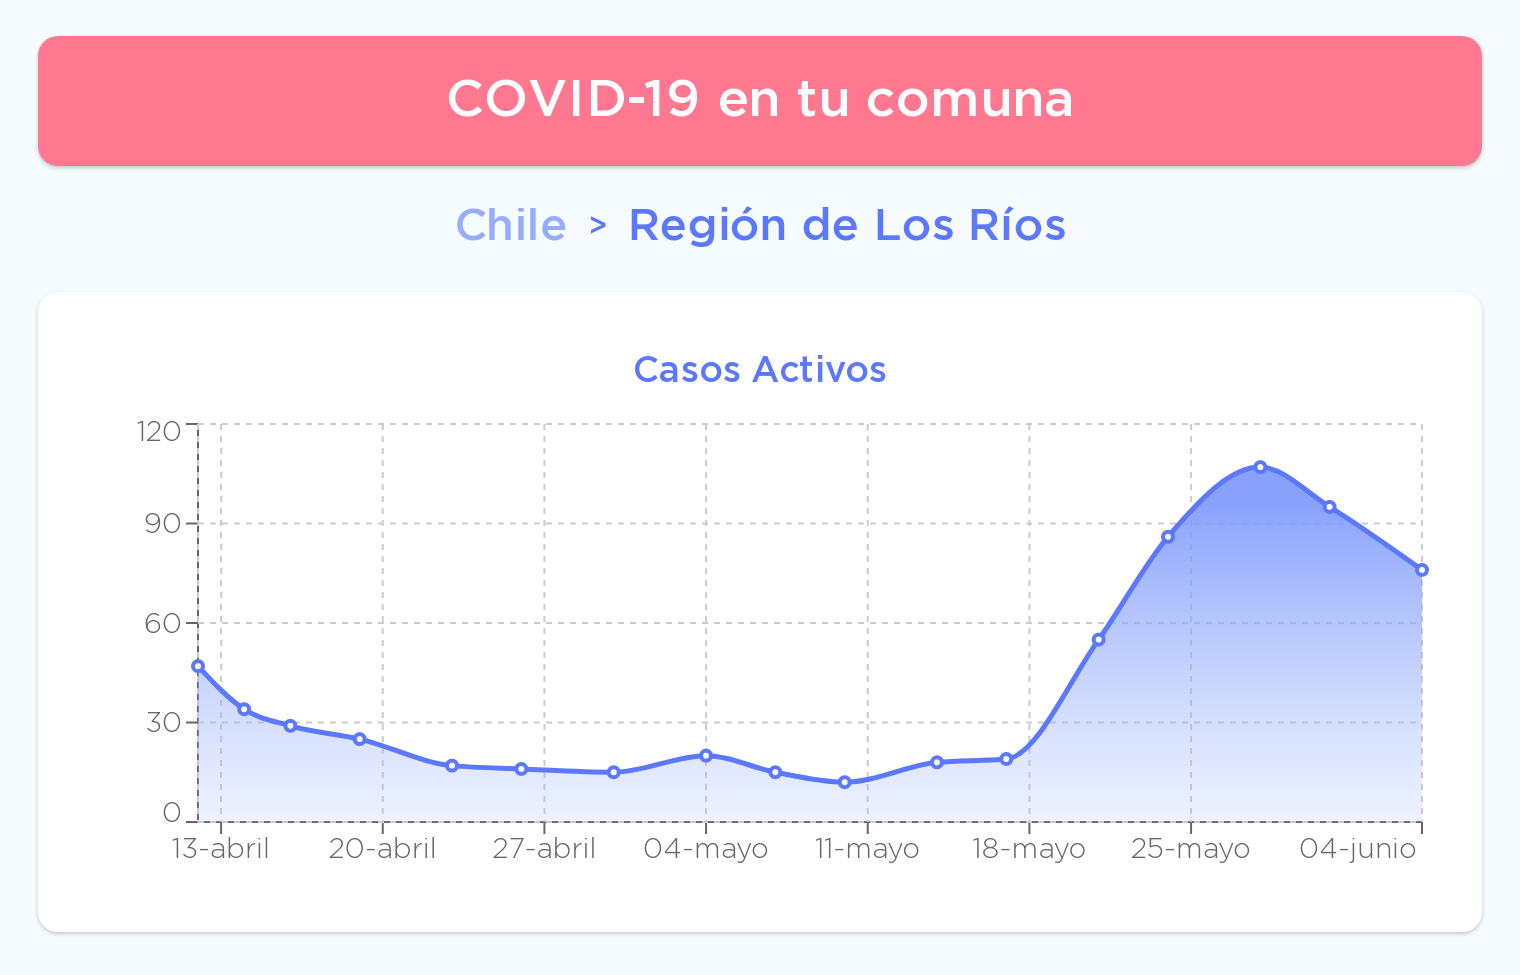 COVID-19 en tu comuna
Chile > Región de Los Ríos
Casos Activos
120
90
60
30
0
13-abril 20-abril 27-abril 04-mayo 11-mayo 18-mayo 25-mayo 04-junio